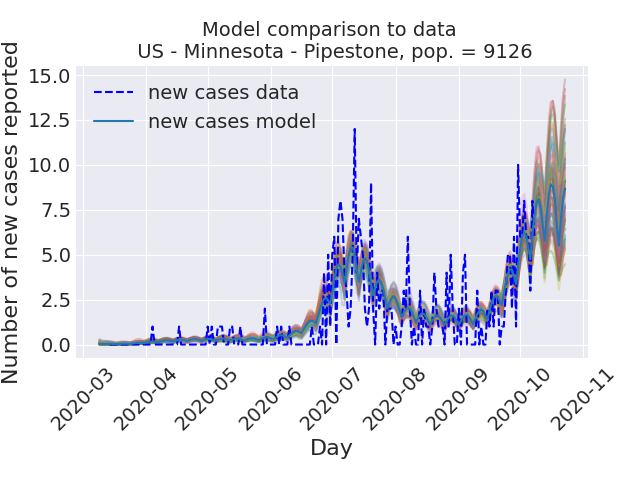 Model comparison to data
US - Minnesota - Pipestone, pop. = 9126
Number of new cases reported
15.0
12.5
10.0
7.5
5.0
2.5
0.0
new cases data
new cases model
2020-03
2020-04
2020-05
2020-06
2020-07
2020-08
2020-09
2020-10
2020-11
Day